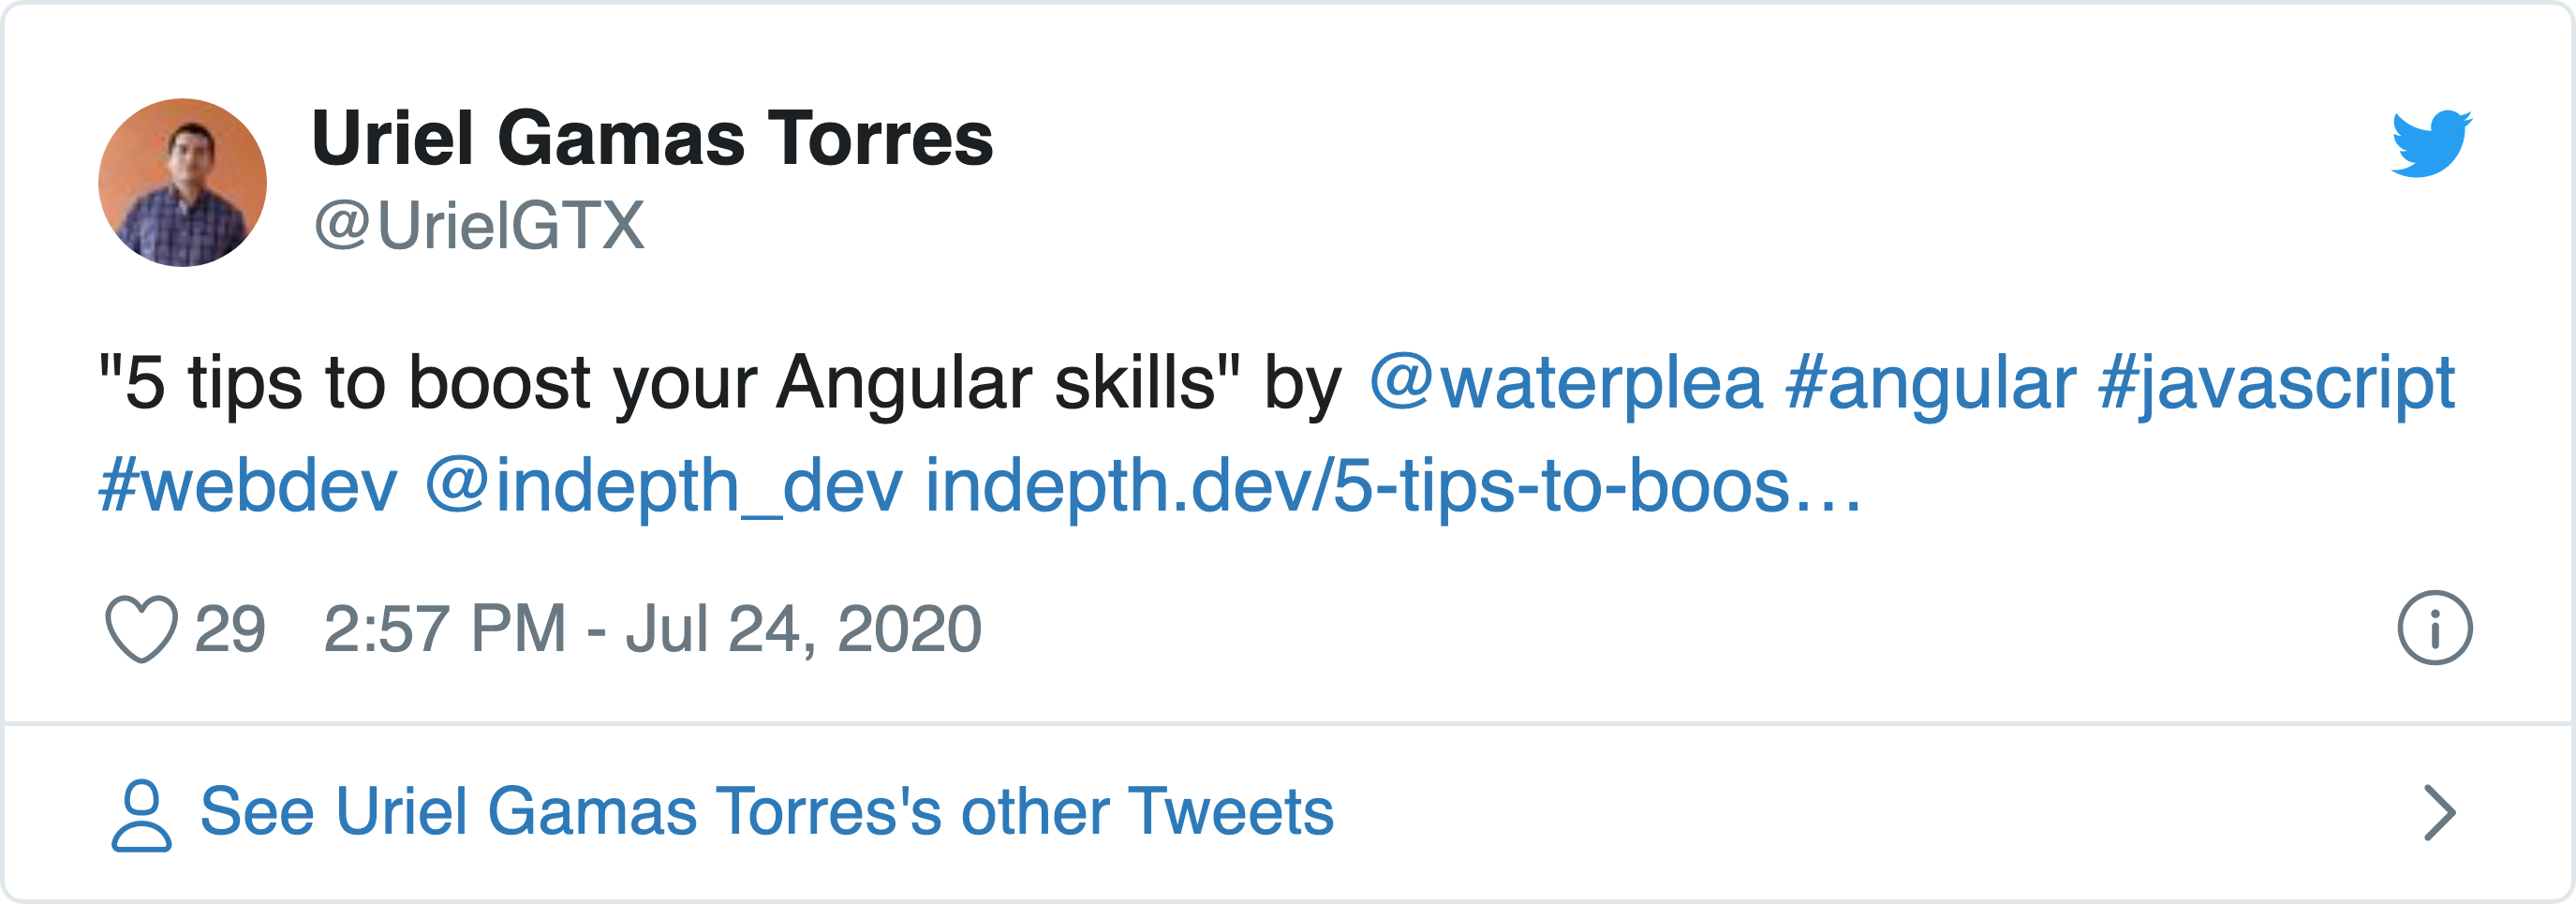 Uriel Gamas Torres
@UrielGTX
"5 tips to boost your Angular skills" by @waterplea #angular #javascript
#webdev @indepth_dev indepth.dev/5-tips-to-boos…
29 2:57 PM - Jul 24, 2020
See Uriel Gamas Torres's other Tweets